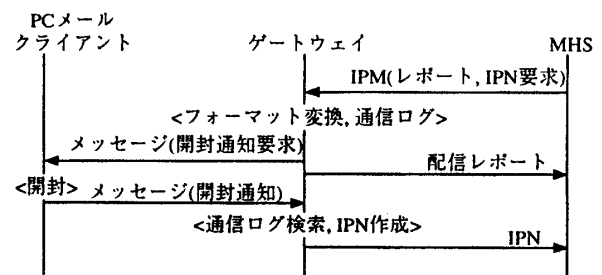 PCメール
クライアント
ゲートウェイ
MHS
IPM(レポート, IPN要求)
<フォーマット変換, 通信ログ>
メッセージ(開封通知要求)
配信レポート
<開封>
メッセージ(開封通知)
<通信ログ検索, IPN作成>
IPN